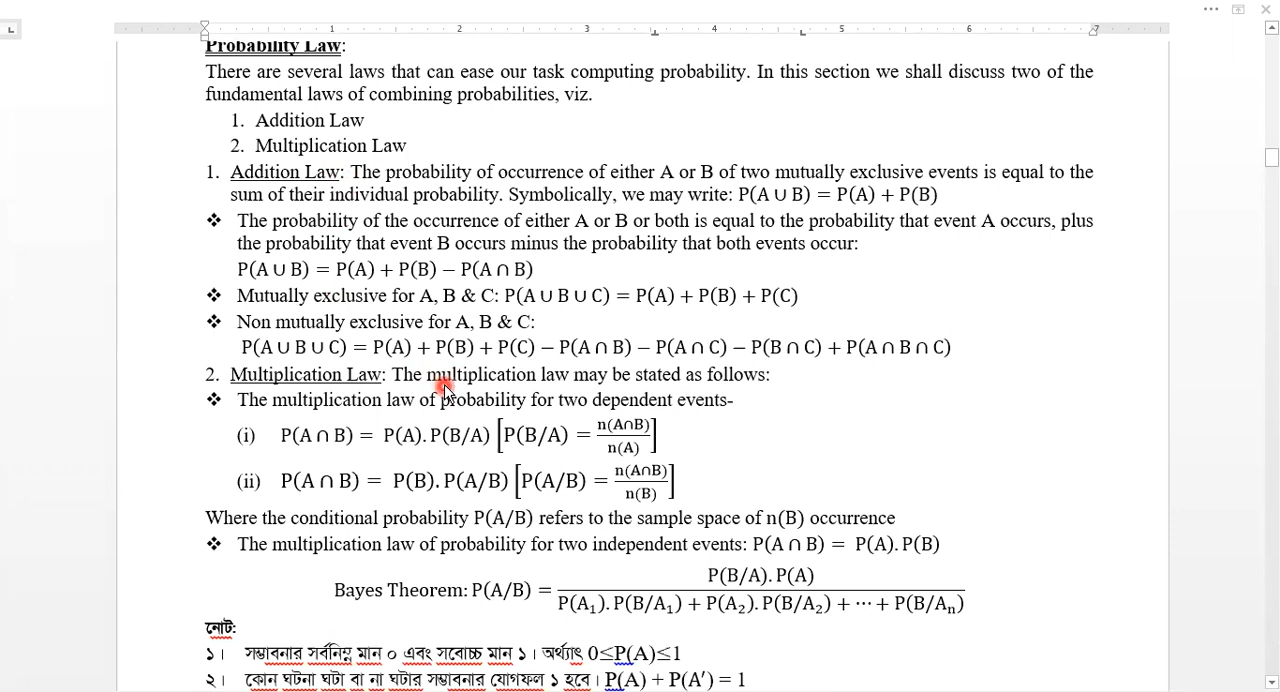 1 2 3 4 5 6 7
Probability Law:
There are several laws that can ease our task computing probability. In this section we shall discuss two of the
fundamental laws of combining probabilities, viz.
1. Addition Law
2. Multiplication Law
1. Addition Law: The probability of occurrence of either A or B of two mutually exclusive events is equal to the
sum of their individual probability. Symbolically, we may write: P(A ∪ B) = P(A) + P(B)
❖ The probability of the occurrence of either A or B or both is equal to the probability that event A occurs, plus
the probability that event B occurs minus the probability that both events occur:
P(A ∪ B) = P(A) + P(B) − P(A ∩ B)
❖ Mutually exclusive for A, B & C: P(A ∪ B ∪ C) = P(A) + P(B) + P(C)
❖ Non mutually exclusive for A, B & C:
P(A ∪ B ∪ C) = P(A) + P(B) + P(C) − P(A ∩ B) − P(A ∩ C) − P(B ∩ C) + P(A ∩ B ∩ C)
2. Multiplication Law: The multiplication law may be stated as follows:
❖ The multiplication law of probability for two dependent events-
(i) P(A ∩ B) = P(A). P(B/A) [P(B/A) = n(A∩B)/n(A)]
(ii) P(A ∩ B) = P(B). P(A/B) [P(A/B) = n(A∩B)/n(B)]
Where the conditional probability P(A/B) refers to the sample space of n(B) occurrence
❖ The multiplication law of probability for two independent events: P(A ∩ B) = P(A). P(B)
Bayes Theorem: P(A/B) = P(B/A). P(A) / P(A₁). P(B/A₁) + P(A₂). P(B/A₂) + ⋯ + P(B/Aₙ)
নোট:
১। সম্ভাবনার সর্বনিম্ন মান ০ এবং সবোচ্চ মান ১। অর্থ্যাৎ 0≤P(A)≤1
২। কোন ঘটনা ঘটা বা না ঘটার সম্ভাবনার যোগফল ১ হবে। P(A) + P(A′) = 1